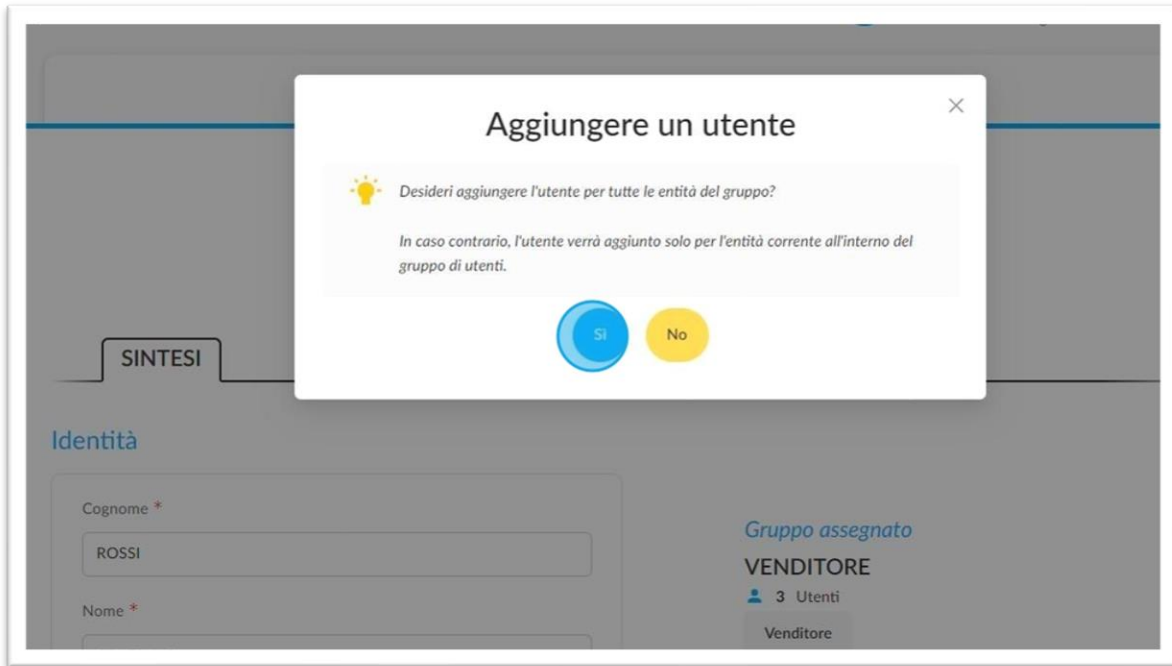 Aggiungere un utente
Desideri aggiungere l'utente per tutte le entità del gruppo?
In caso contrario, l'utente verrà aggiunto solo per l'entità corrente all'interno del
gruppo di utenti.
Sì
No
SINTESI
Identità
Cognome *
ROSSI
Nome *
Gruppo assegnato
VENDITORE
3 Utenti
Venditore